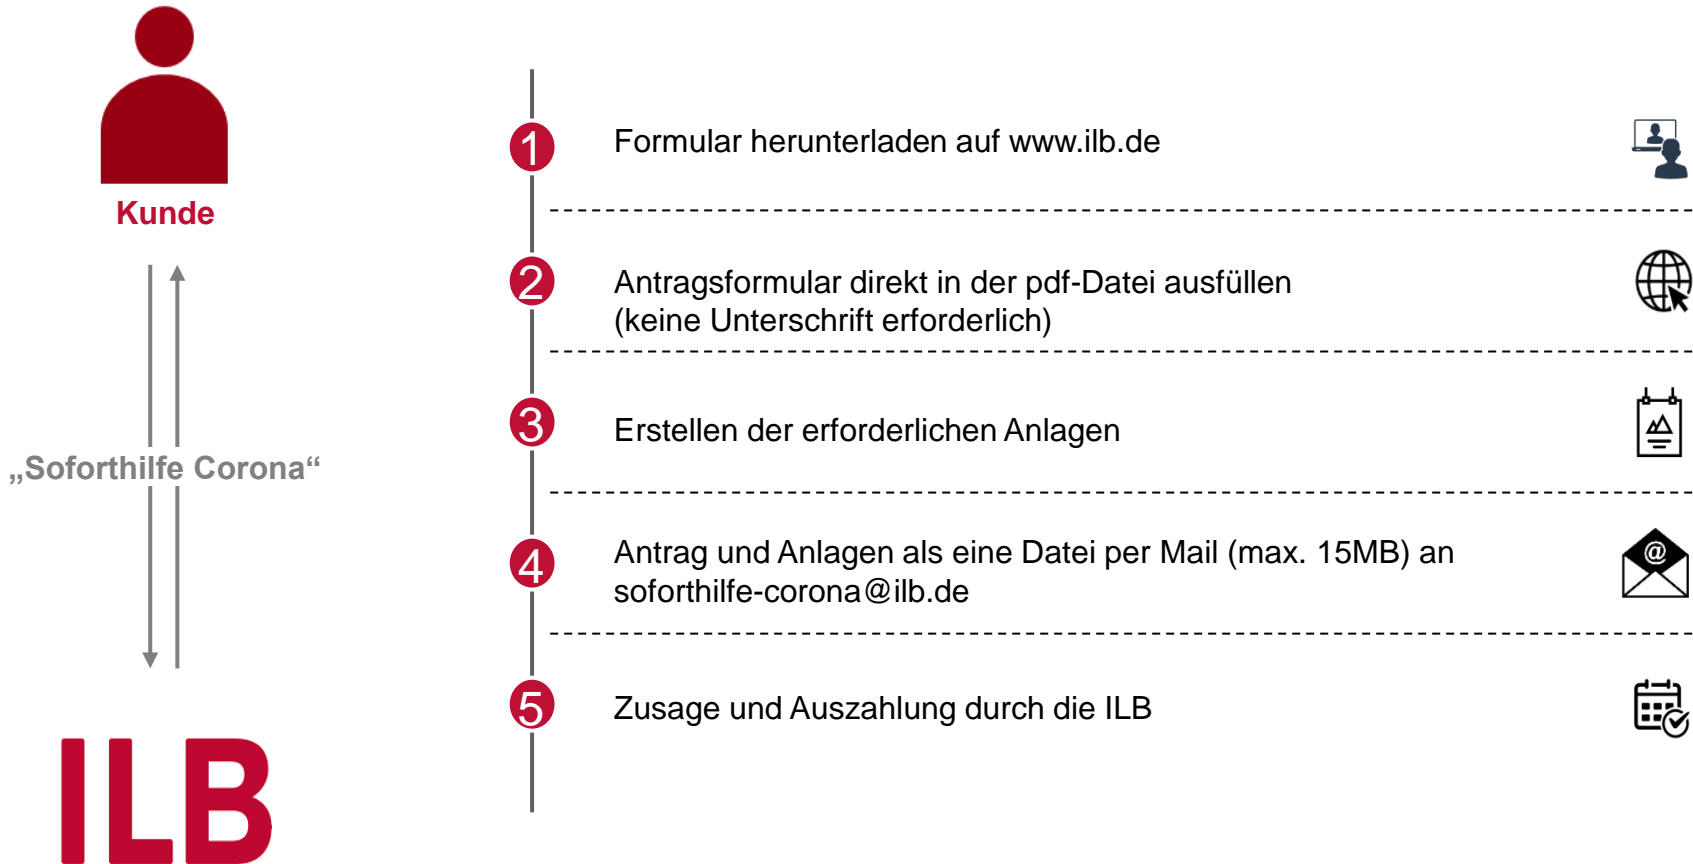 Kunde
„Soforthilfe Corona“
ILB
1
Formular herunterladen auf www.ilb.de
2
Antragsformular direkt in der pdf-Datei ausfüllen
(keine Unterschrift erforderlich)
3
Erstellen der erforderlichen Anlagen
4
Antrag und Anlagen als eine Datei per Mail (max. 15MB) an
soforthilfe-corona@ilb.de
@
5
Zusage und Auszahlung durch die ILB